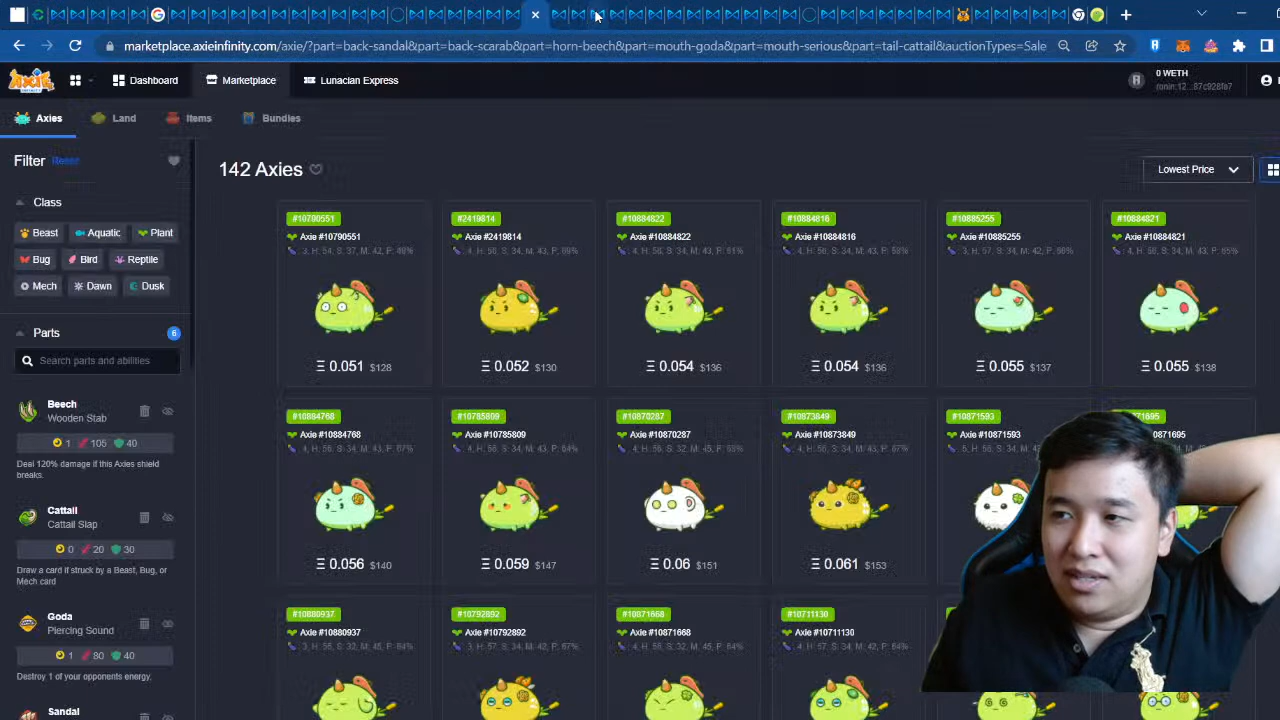 marketplace.axieinfinity.com/axie/?part=back-sandal&part=back-scarab&part=horn-beech&part=mouth-goda&part=mouth-serious&part=tail-cattail&auctionTypes=Sale
Dashboard
Marketplace
Lunacian Express
0 WETH
ronin:12...87c928fa7
Axies
Land
Items
Bundles
Filter
Reset
142 Axies
Lowest Price
Class
Beast
Aquatic
Plant
Bug
Bird
Reptile
Mech
Dawn
Dusk
Parts
6
Search parts and abilities
Beech
Wooden Stab
1 105 40
Deal 120% damage if this Axies shield
breaks.
Cattail
Cattail Slap
0 20 30
Draw a card if struck by a Beast, Bug, or
Mech card
Goda
Piercing Sound
1 80 40
Destroy 1 of your opponents energy.
Sandal
#10790551
Axie #10790551
Ξ 0.051 $128
#2419814
Axie #2419814
Ξ 0.052 $130
#10884822
Axie #10884822
Ξ 0.054 $136
#10884816
Axie #10884816
Ξ 0.054 $136
#10885255
Axie #10885255
Ξ 0.055 $137
#10884821
Axie #10884821
Ξ 0.055 $138
#10884768
Axie #10884768
Ξ 0.056 $140
#10785809
Axie #10785809
Ξ 0.059 $147
#10870287
Axie #10870287
Ξ 0.06 $151
#10873849
Axie #10873849
Ξ 0.061 $153
#10871593
Axie #10871593
#10880937
Axie #10880937
#10792892
Axie #10792892
#10871668
Axie #10871668
#10711130
Axie #10711130